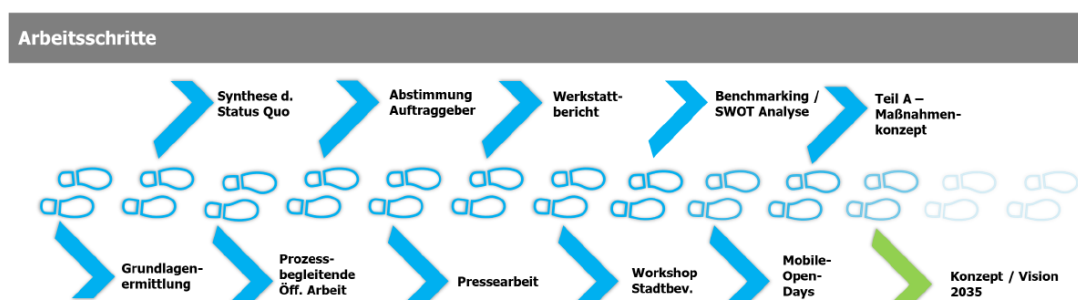 Arbeitsschritte
Synthese d.
Status Quo
Abstimmung
Auftraggeber
Werkstatt-
bericht
Benchmarking /
SWOT Analyse
Teil A –
Maßnahmen-
konzept
Grundlagen-
ermittlung
Prozess-
begleitende
Öff. Arbeit
Pressearbeit
Workshop
Stadtbev.
Mobile-
Open-
Days
Konzept / Vision
2035